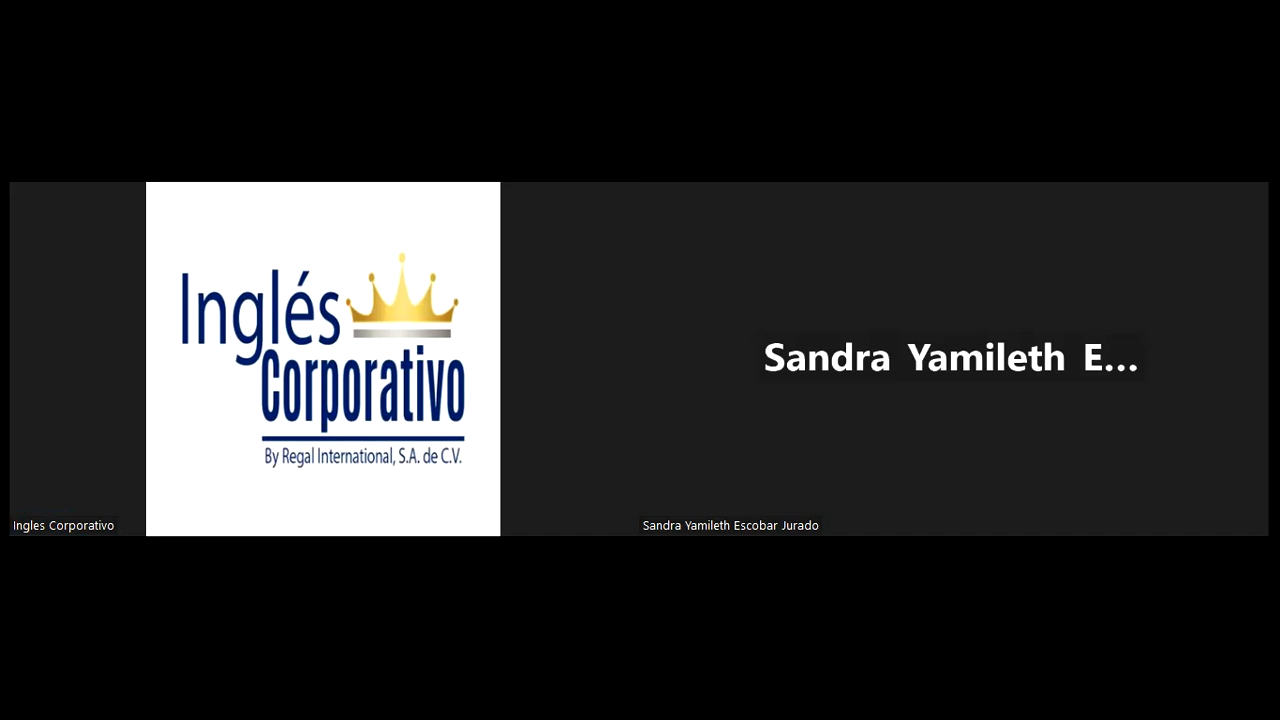 Inglés
Corporativo
By Regal International, S.A. de C.V.
Sandra Yamileth E...
Ingles Corporativo
Sandra Yamileth Escobar Jurado